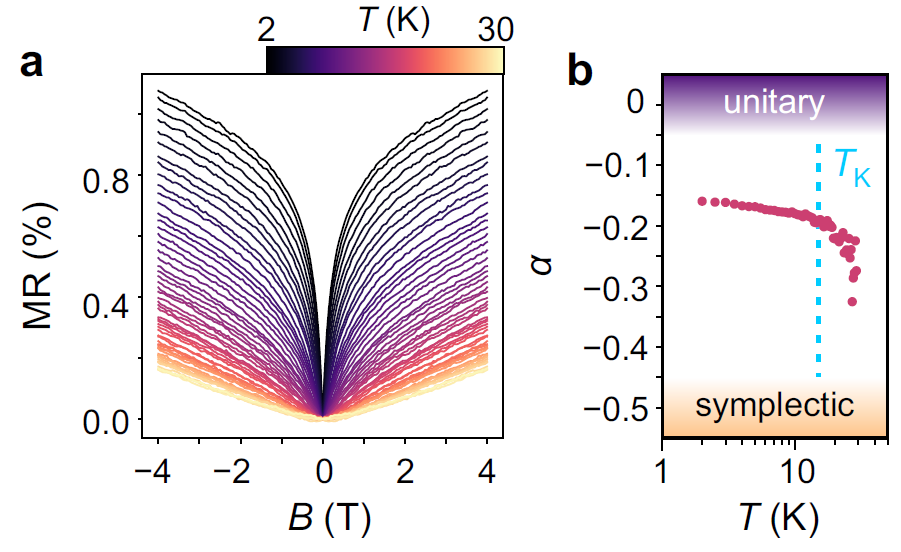 a
T (K)
2 30
MR (%)
0.8
0.4
0.0
−4 −2 0 2 4
B (T)
b
unitary
T_K
symplectic
α
0
−0.1
−0.2
−0.3
−0.4
−0.5
1 10
T (K)